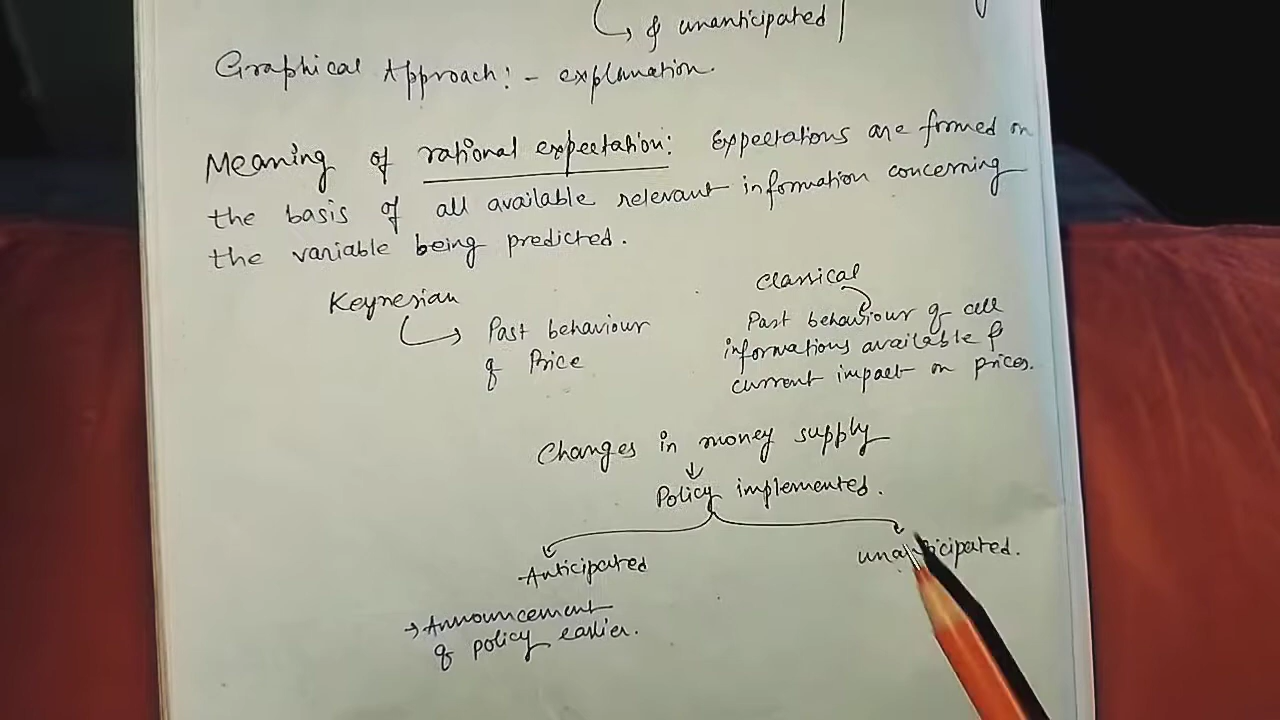 & unanticipated
Graphical Approach:- explanation.
Meaning of rational expectation: Expectations are formed on
the basis of all available relevant information concerning
the variable being predicted.
Keynesian
Past behaviour
of Price
Classical
Past behaviour of all
informations available &
current impact on prices.
Changes in money supply
Policy implemented.
Anticipated
→ Announcement
of policy earlier.
unanticipated.